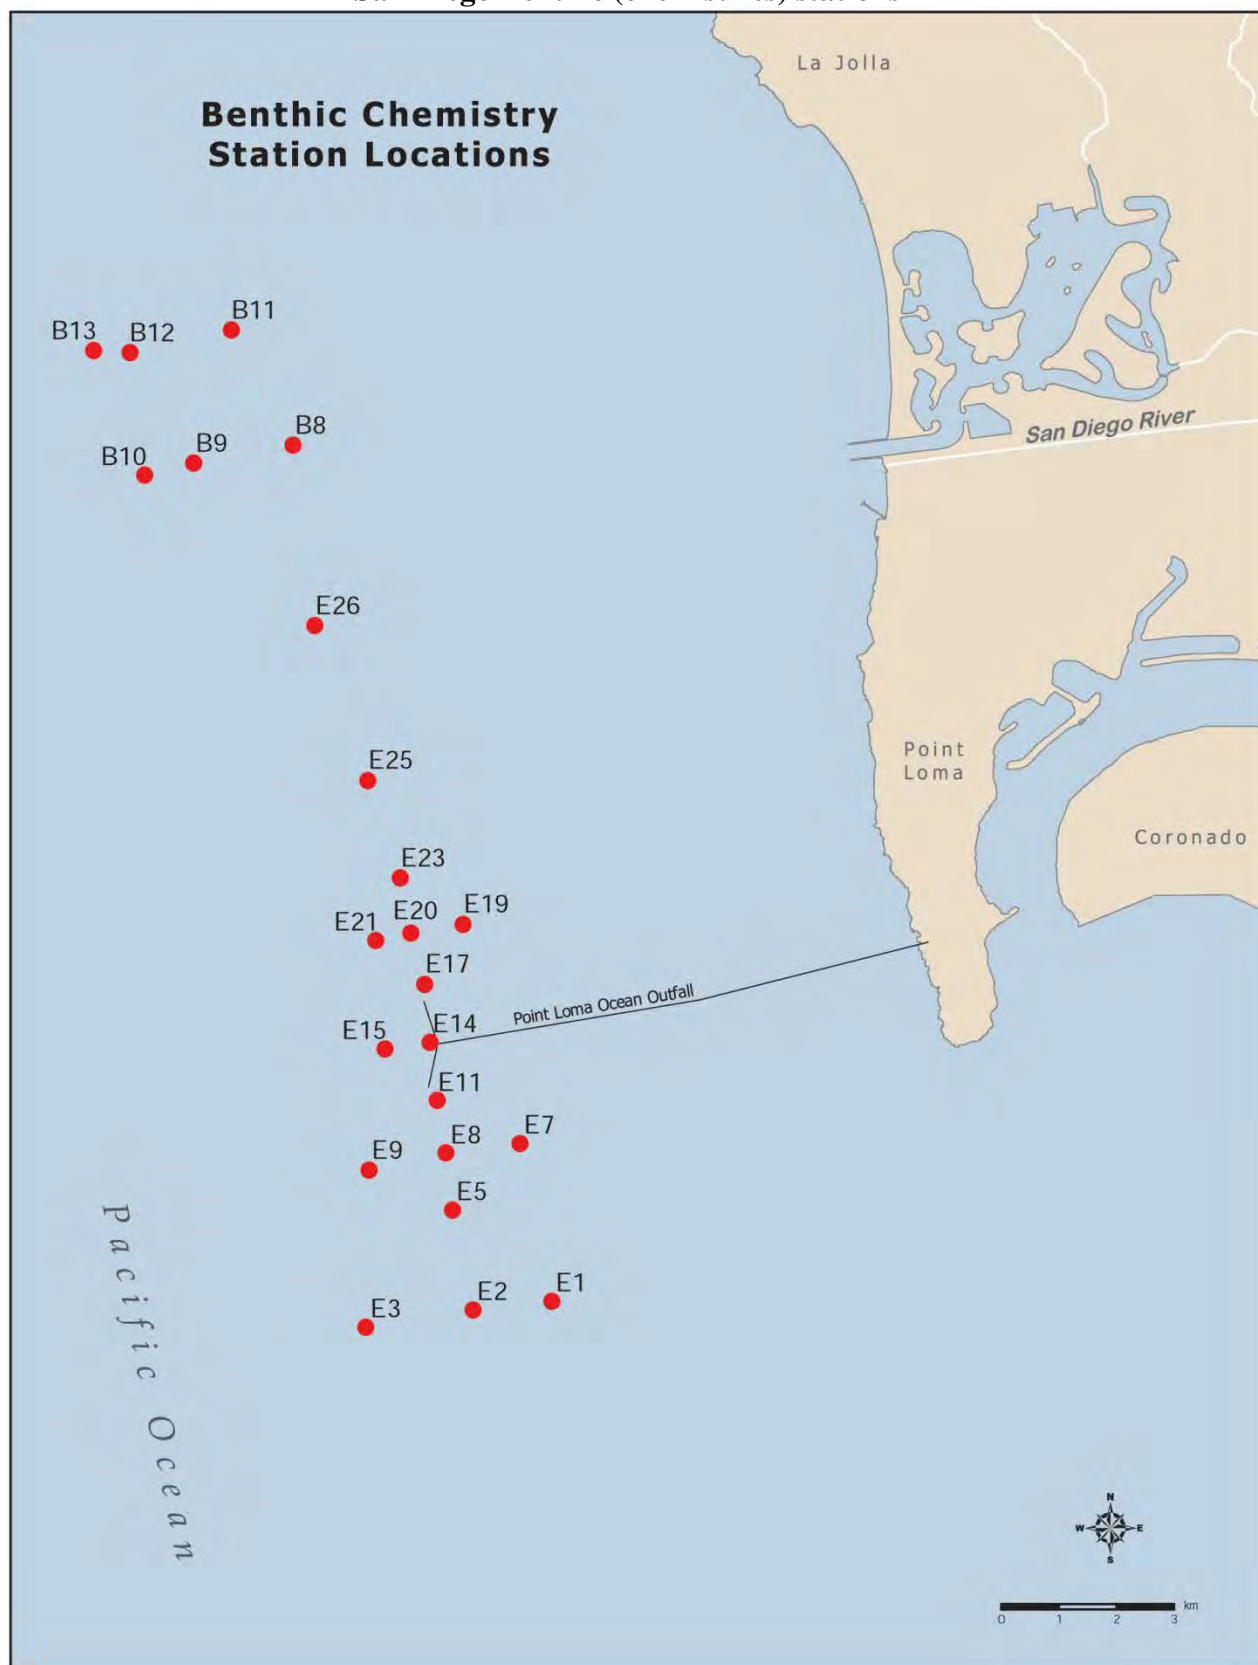 Benthic Chemistry
Station Locations
La Jolla
B13
B12
B11
B10
B9
B8
San Diego River
E26
E25
Point
Loma
Coronado
E23
E21
E20
E19
E17
Point Loma Ocean Outfall
E15
E14
E11
E9
E8
E7
E5
E3
E2
E1
Pacific Ocean
N
W
E
S
km
0
1
2
3